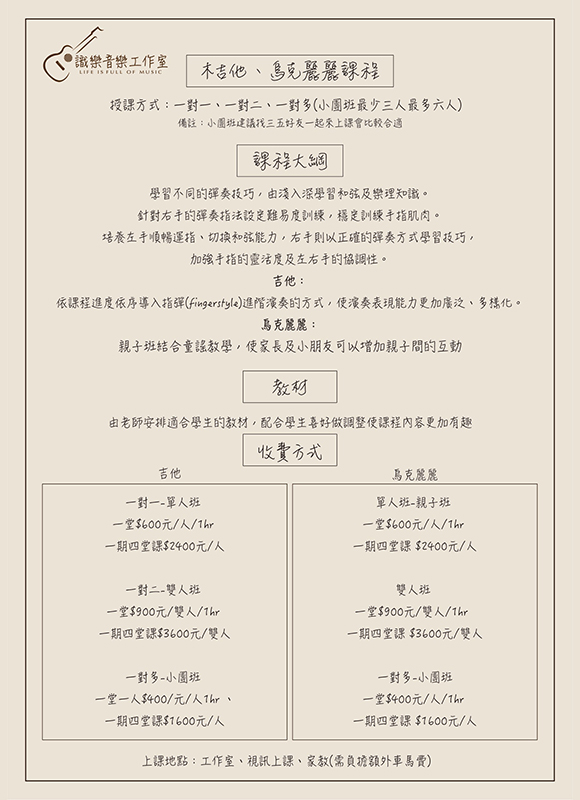 識樂音樂工作室
LIFE IS FULL OF MUSIC
木吉他、烏克麗麗課程
授課方式：一對一、一對二、一對多(小團班最少三人最多六人)
備註：小團班建議找三五好友一起來上課會比較合適
課程大綱
學習不同的彈奏技巧，由淺入深學習和弦及樂理知識。
針對右手的彈奏指法設定難易度訓練，穩定訓練手指肌肉。
培養左手順暢運指、切換和弦能力，右手則以正確的彈奏方式學習技巧，
加強手指的靈活度及左右手的協調性。
吉他：
依課程進度依序導入指彈(fingerstyle)進階演奏的方式，使演奏表現能力更加廣泛、多樣化。
烏克麗麗：
親子班結合童謠教學，使家長及小朋友可以增加親子間的互動
教材
由老師安排適合學生的教材，配合學生喜好做調整使課程內容更加有趣
收費方式
吉他
一對一-單人班
一堂$600元/人/1hr
一期四堂課$2400元/人
一對二-雙人班
一堂$900元/雙人/1hr
一期四堂課$3600元/雙人
一對多-小團班
一堂一人$400/元/人1hr 、
一期四堂課$1600元/人
烏克麗麗
單人班-親子班
一堂$600元/人/1hr
一期四堂課 $2400元/人
雙人班
一堂$900元/雙人/1hr
一期四堂課 $3600元/雙人
一對多-小團班
一堂$400元/人/1hr
一期四堂課 $1600元/人
上課地點：工作室、視訊上課、家教(需負擔額外車馬費)